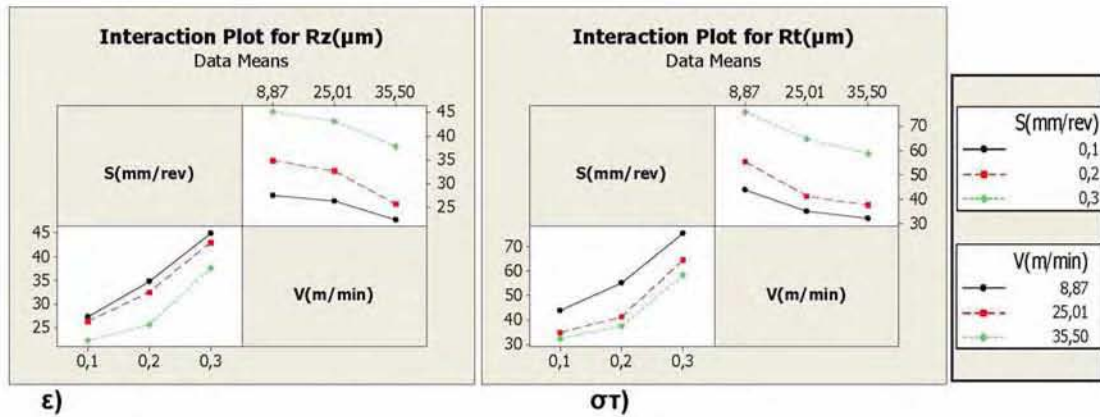 Interaction Plot for Rz(μm)
Data Means
8,87 25,01 35,50
45
40
35
30
25
S(mm/rev)
45
40
35
30
25
V(m/min)
0,1 0,2 0,3
ε)
Interaction Plot for Rt(μm)
Data Means
8,87 25,01 35,50
70
60
50
40
30
S(mm/rev)
70
60
50
40
30
V(m/min)
0,1 0,2 0,3
στ)
S(mm/rev)
0,1
0,2
0,3
V(m/min)
8,87
25,01
35,50